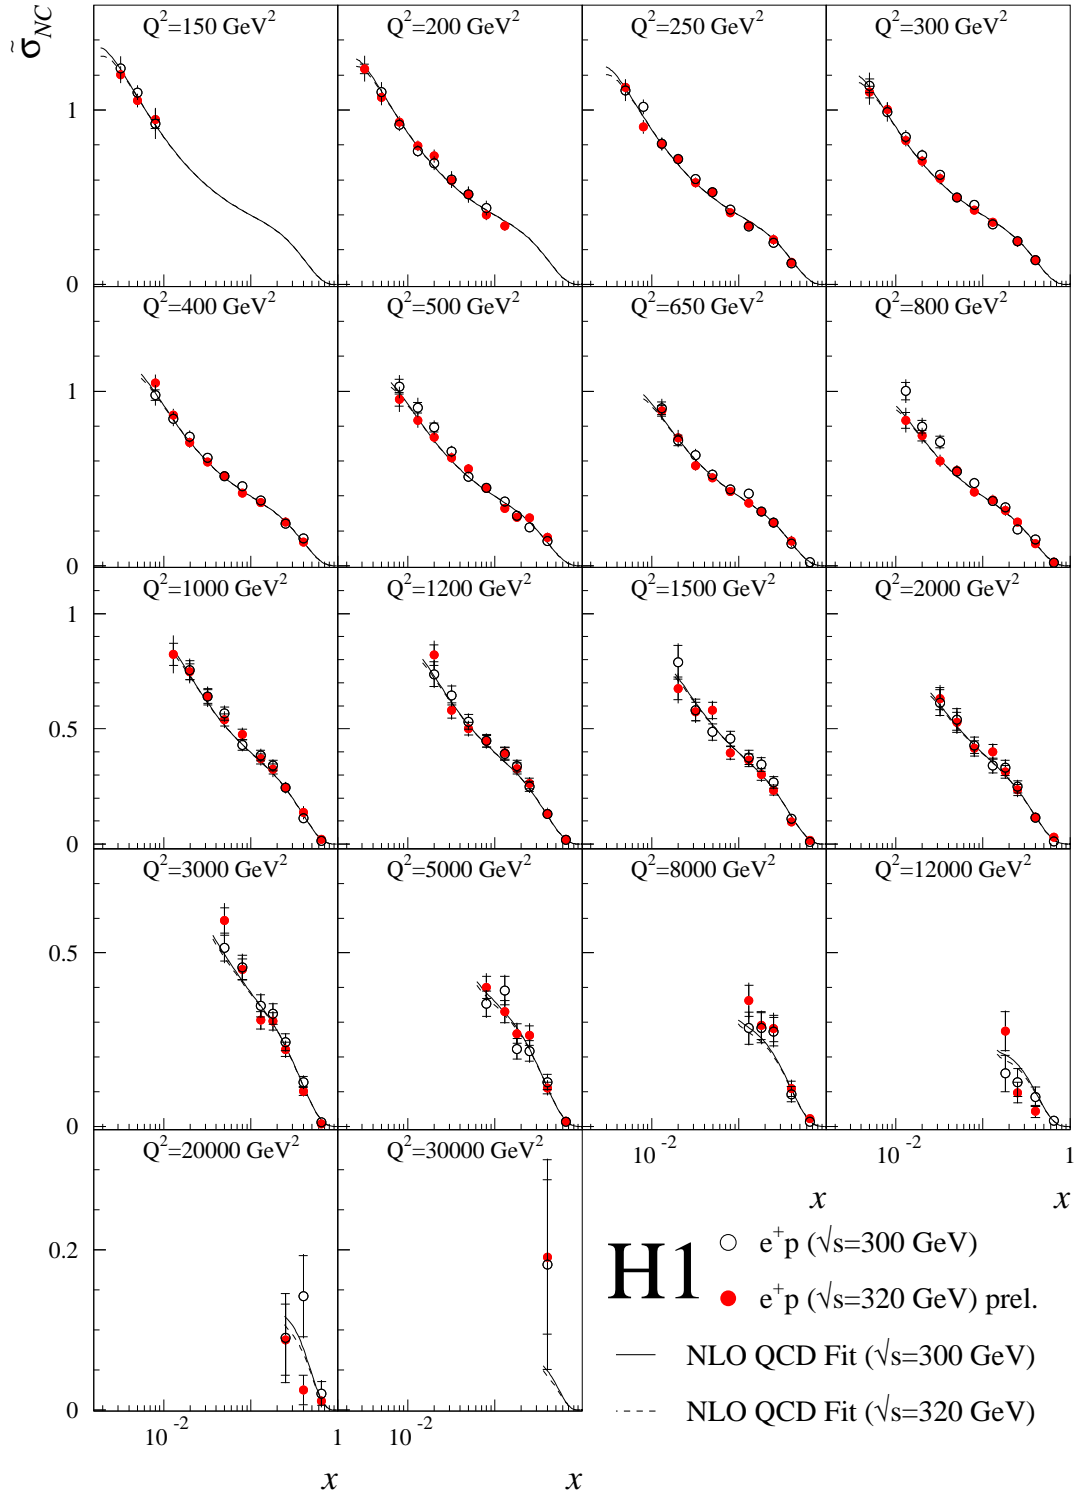 σ̃_NC
Q²=150 GeV² Q²=200 GeV² Q²=250 GeV² Q²=300 GeV²
1
0
Q²=400 GeV² Q²=500 GeV² Q²=650 GeV² Q²=800 GeV²
1
0
Q²=1000 GeV² Q²=1200 GeV² Q²=1500 GeV² Q²=2000 GeV²
1
0.5
0
Q²=3000 GeV² Q²=5000 GeV² Q²=8000 GeV² Q²=12000 GeV²
0.5
0
Q²=20000 GeV² Q²=30000 GeV²
10⁻² 10⁻² 1
x x
0.2
0
10⁻² 1 10⁻²
x x
H1
e⁺p (√s=300 GeV)
e⁺p (√s=320 GeV) prel.
NLO QCD Fit (√s=300 GeV)
NLO QCD Fit (√s=320 GeV)